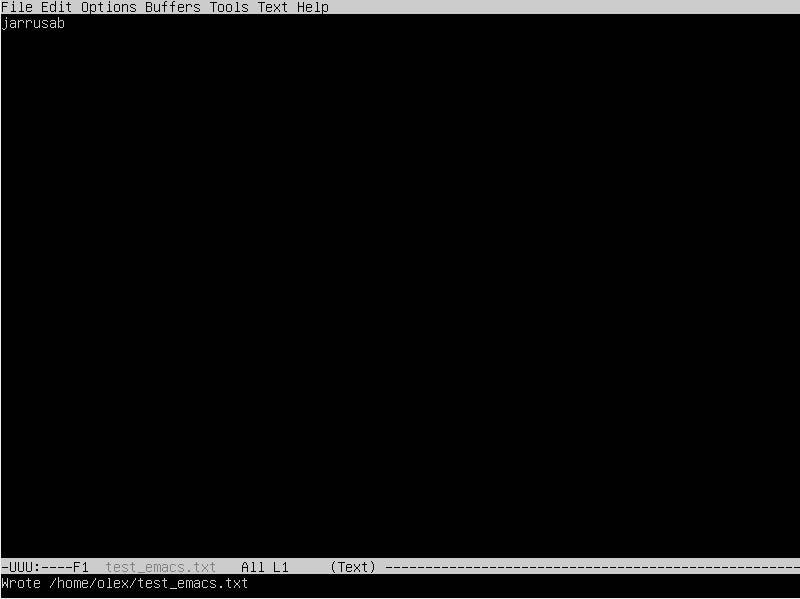 File Edit Options Buffers Tools Text Help
jarrusab
-UUU:----F1  test_emacs.txt   All L1     (Text) ----------------------------------------------------
Wrote /home/olex/test_emacs.txt